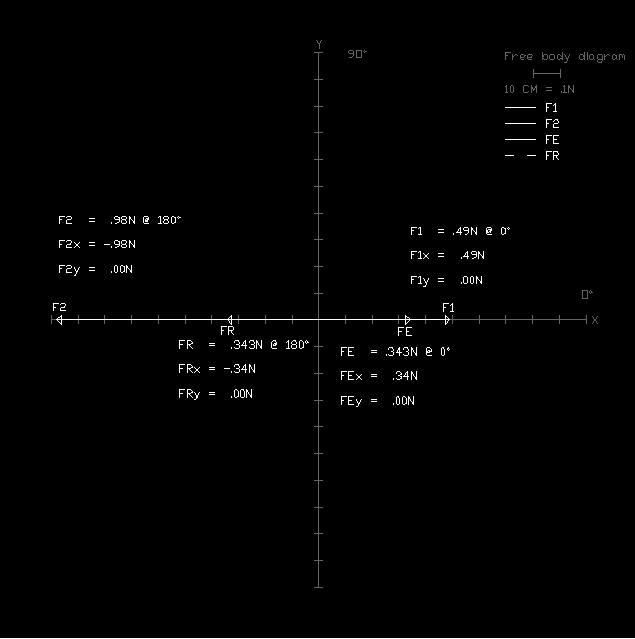 Y
90°
Free body diagram
10 CM = .1N
F1
F2
FE
FR
F2 = .98N @ 180°
F2x = -.98N
F2y = .00N
F1 = .49N @ 0°
F1x = .49N
F1y = .00N
0°
F2
F1
X
FR
FE
FR = .343N @ 180°
FRx = -.34N
FRy = .00N
FE = .343N @ 0°
FEx = .34N
FEy = .00N